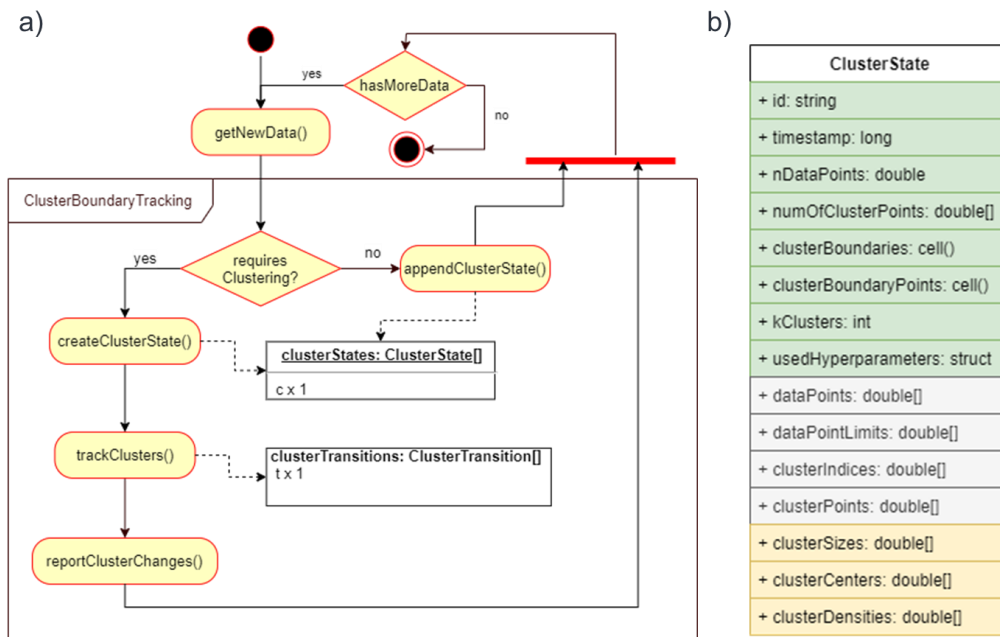 a)
b)
yes
hasMoreData
no
getNewData()
ClusterBoundaryTracking
yes
requires
Clustering?
no
appendClusterState()
createClusterState()
clusterStates: ClusterState[]
c x 1
trackClusters()
clusterTransitions: ClusterTransition[]
t x 1
reportClusterChanges()
ClusterState
+ id: string
+ timestamp: long
+ nDataPoints: double
+ numOfClusterPoints: double[]
+ clusterBoundaries: cell()
+ clusterBoundaryPoints: cell()
+ kClusters: int
+ usedHyperparameters: struct
+ dataPoints: double[]
+ dataPointLimits: double[]
+ clusterIndices: double[]
+ clusterPoints: double[]
+ clusterSizes: double[]
+ clusterCenters: double[]
+ clusterDensities: double[]